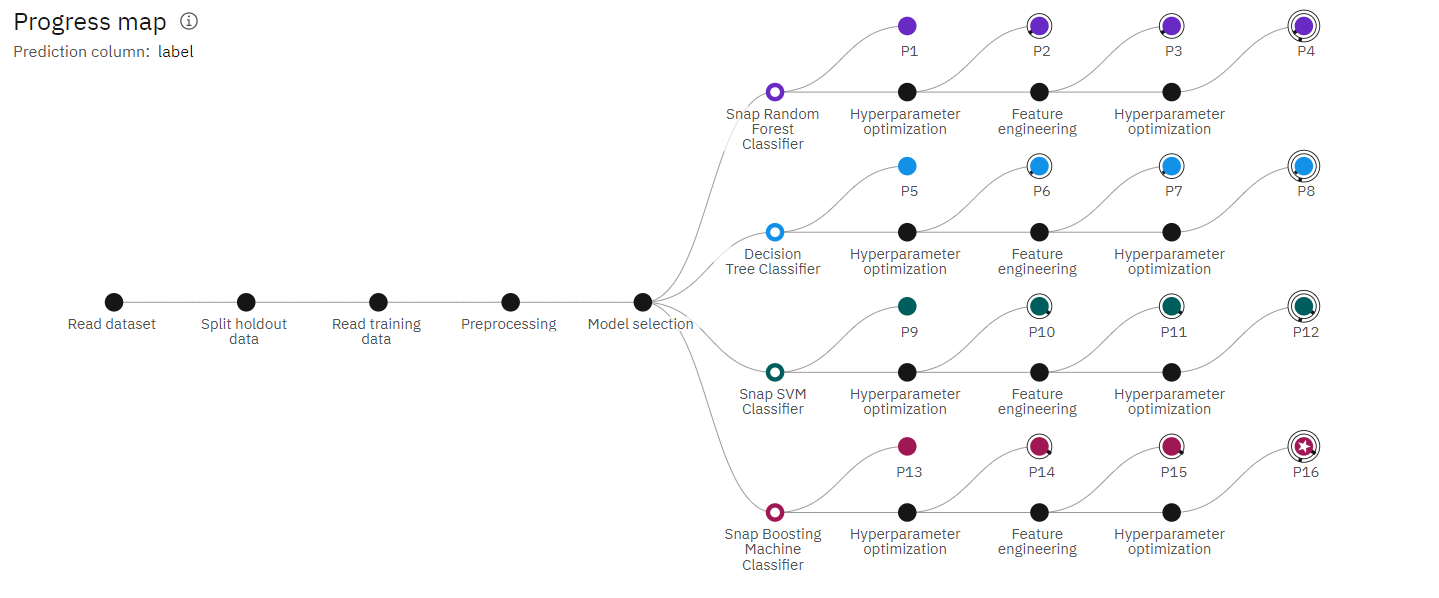 Progress map
Prediction column: label
Read dataset
Split holdout
data
Read training
data
Preprocessing
Model selection
P1
P2
P3
P4
Snap Random
Forest
Classifier
Hyperparameter
optimization
Feature
engineering
Hyperparameter
optimization
P5
P6
P7
P8
Decision
Tree Classifier
Hyperparameter
optimization
Feature
engineering
Hyperparameter
optimization
P9
P10
P11
P12
Snap SVM
Classifier
Hyperparameter
optimization
Feature
engineering
Hyperparameter
optimization
P13
P14
P15
P16
Snap Boosting
Machine
Classifier
Hyperparameter
optimization
Feature
engineering
Hyperparameter
optimization